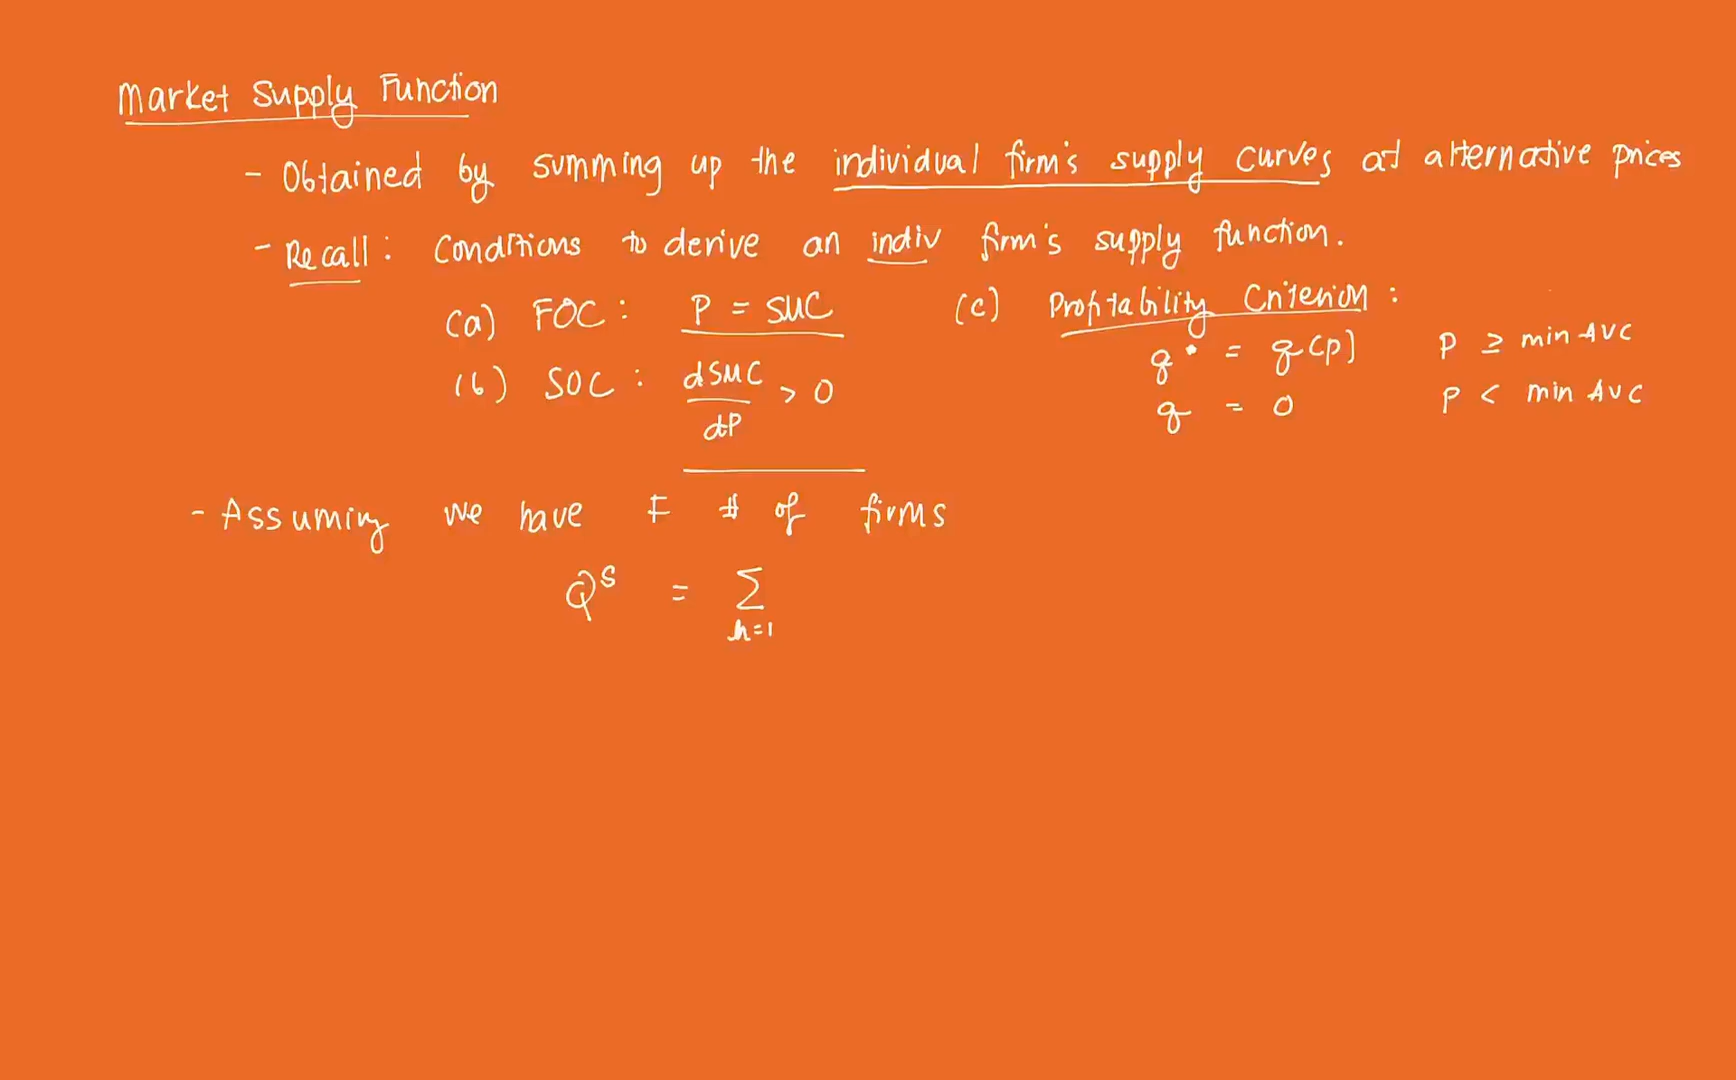 Market Supply Function
- Obtained by summing up the individual firm's supply curves at alternative prices
- Recall : Conditions to derive an indiv firm's supply function.
(a) FOC : P = SMC
(b) SOC : dSMC / dP > 0
(c) Profitability Criterion :
q* = q(p) P ≥ min AVC
q = 0 P < min AVC
- Assuming we have F # of firms
Q^S = Σ h=1